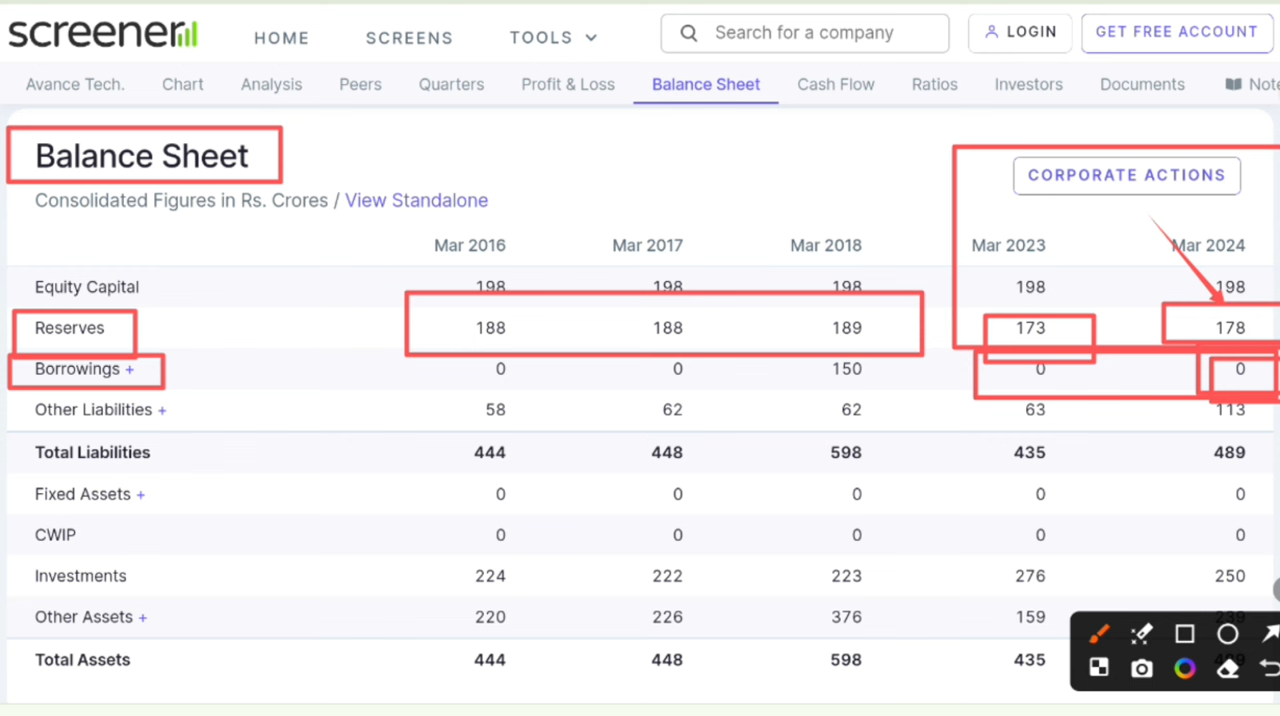 screener HOME SCREENS TOOLS Search for a company LOGIN GET FREE ACCOUNT
Avance Tech. Chart Analysis Peers Quarters Profit & Loss Balance Sheet Cash Flow Ratios Investors Documents Note
Balance Sheet
CORPORATE ACTIONS
Consolidated Figures in Rs. Crores / View Standalone
Mar 2016 Mar 2017 Mar 2018 Mar 2023 Mar 2024
Equity Capital 198 198 198 198 198
Reserves 188 188 189 173 178
Borrowings + 0 0 150 0 0
Other Liabilities + 58 62 62 63 113
Total Liabilities 444 448 598 435 489
Fixed Assets + 0 0 0 0 0
CWIP 0 0 0 0 0
Investments 224 222 223 276 250
Other Assets + 220 226 376 159 239
Total Assets 444 448 598 435 489